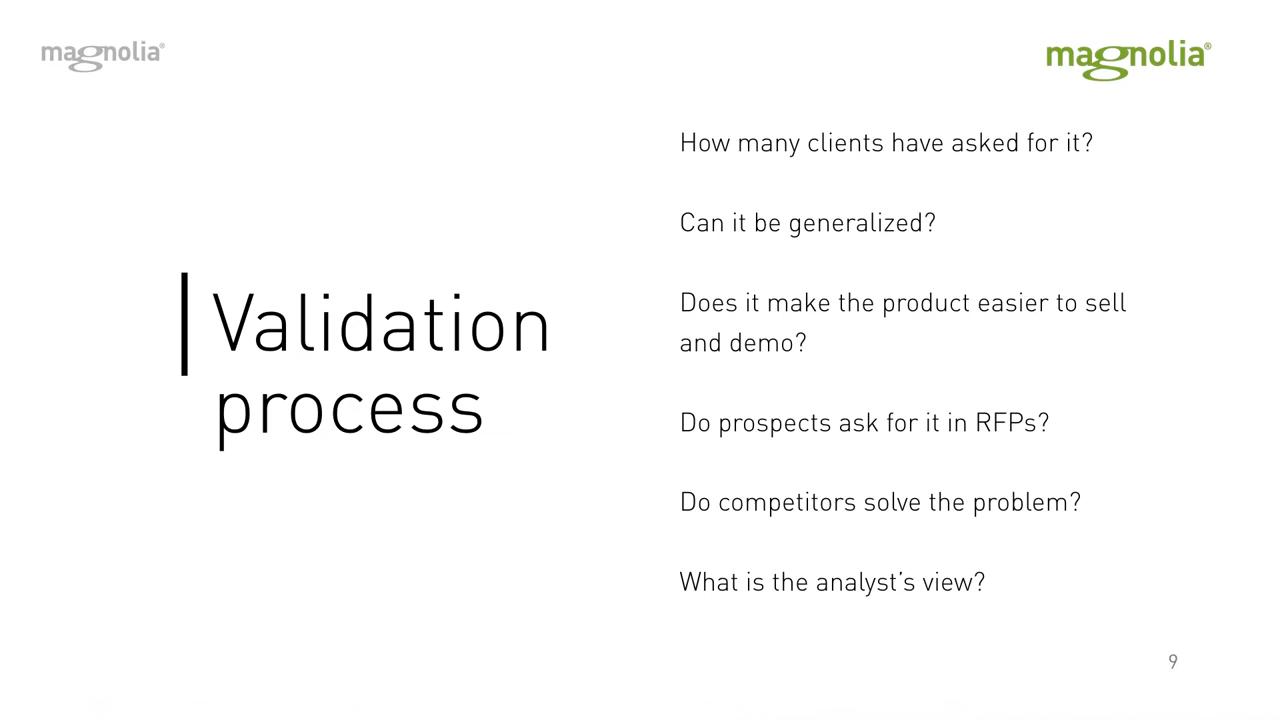 magnolia®
magnolia®
Validation
process
How many clients have asked for it?
Can it be generalized?
Does it make the product easier to sell
and demo?
Do prospects ask for it in RFPs?
Do competitors solve the problem?
What is the analyst’s view?
9